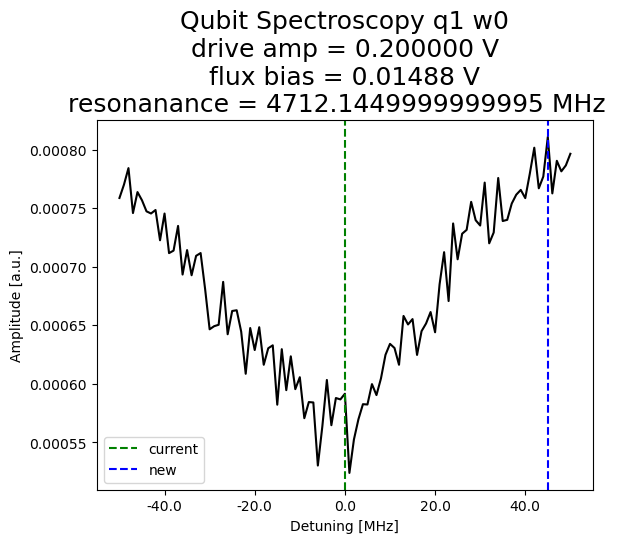 Qubit Spectroscopy q1 w0
drive amp = 0.200000 V
flux bias = 0.01488 V
resonanance = 4712.1449999999995 MHz
0.00080
0.00075
0.00070
0.00065
0.00060
0.00055
Amplitude [a.u.]
current
new
-40.0
-20.0
0.0
20.0
40.0
Detuning [MHz]